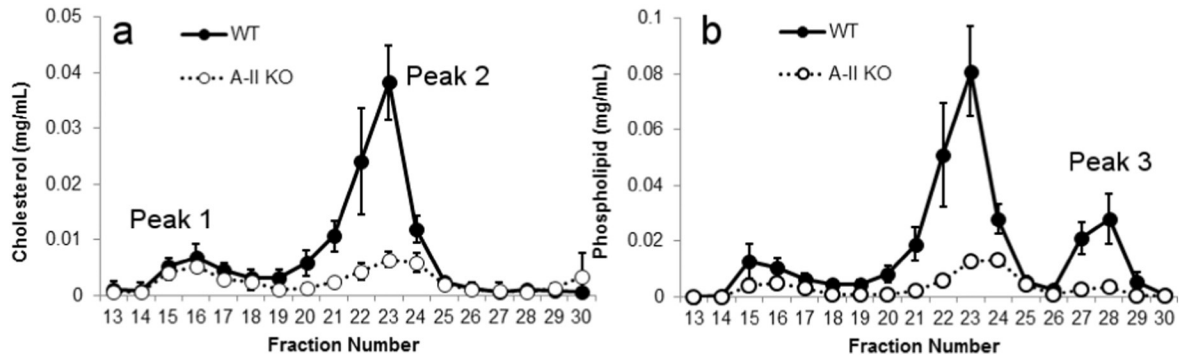 a
WT
A-II KO
Peak 1
Peak 2
Cholesterol (mg/mL)
0.05
0.04
0.03
0.02
0.01
0
13 14 15 16 17 18 19 20 21 22 23 24 25 26 27 28 29 30
Fraction Number
b
WT
A-II KO
Peak 3
Phospholipid (mg/mL)
0.1
0.08
0.06
0.04
0.02
0
13 14 15 16 17 18 19 20 21 22 23 24 25 26 27 28 29 30
Fraction Number